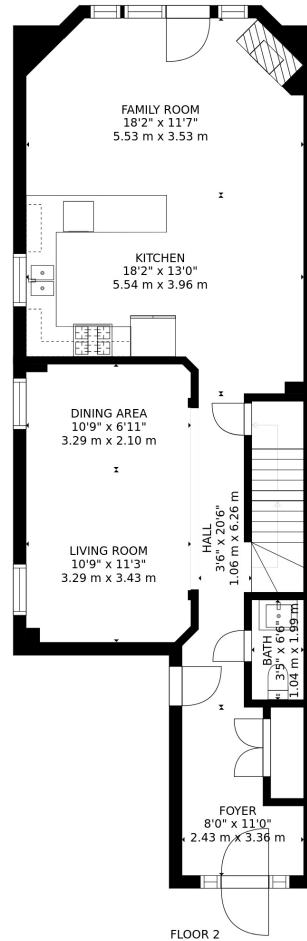 FAMILY ROOM
18'2" x 11'7"
5.53 m x 3.53 m
KITCHEN
18'2" x 13'0"
5.54 m x 3.96 m
DINING AREA
10'9" x 6'11"
3.29 m x 2.10 m
HALL
3'6" x 20'6"
1.06 m x 6.26 m
LIVING ROOM
10'9" x 11'3"
3.29 m x 3.43 m
BATH
3'5" x 6'6"
1.04 m x 1.99 m
FOYER
8'0" x 11'0"
2.43 m x 3.36 m
FLOOR 2